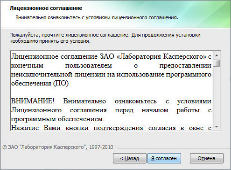 Лицензионное соглашение
Внимательно ознакомьтесь с условиями лицензионного соглашения.
Пожалуйста, прочтите лицензионное соглашение. Для продолжения установки
необходимо принять его условия.
Лицензионное соглашение ЗАО «Лаборатория Касперского» с
конечным пользователем о предоставлении
неисключительной лицензии на использование программного
обеспечения (ПО)
ВНИМАНИЕ! Внимательно ознакомьтесь с условиями
Лицензионного соглашения перед началом работы с
программным обеспечением.
Нажатие Вами кнопки подтверждения согласия в окне с
© ЗАО "Лаборатория Касперского", 1997-2010
< Назад
Я согласен
Отмена